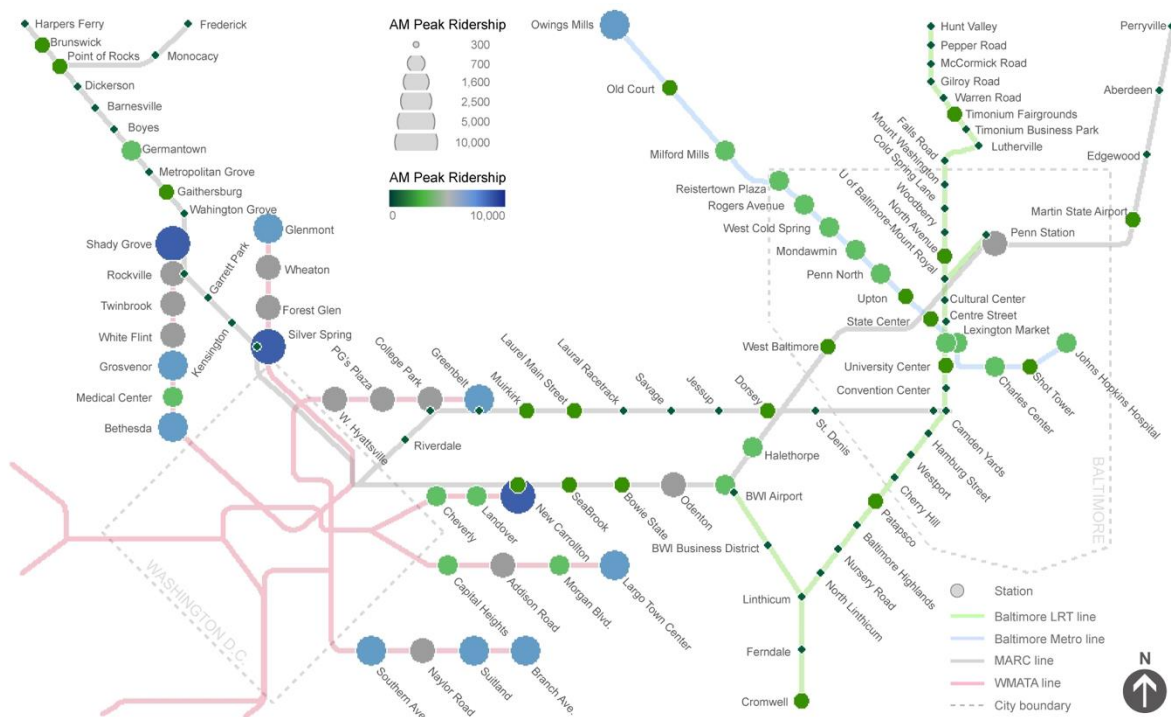 Harpers Ferry
Frederick
Brunswick
Point of Rocks
Monocacy
Dickerson
Barnesville
Boyes
Germantown
Metropolitan Grove
Gaithersburg
Wahington Grove
Shady Grove
Rockville
Twinbrook
White Flint
Grosvenor
Medical Center
Bethesda
Garrett Park
Kensington
Glenmont
Wheaton
Forest Glen
Silver Spring
AM Peak Ridership
300
700
1,600
2,500
5,000
10,000
AM Peak Ridership
0
10,000
Owings Mills
Old Court
Milford Mills
Reistertown Plaza
Rogers Avenue
West Cold Spring
Mondawmin
Penn North
Upton
State Center
West Baltimore
Hunt Valley
Pepper Road
McCormick Road
Gilroy Road
Warren Road
Timonium Fairgrounds
Timonium Business Park
Lutherville
Falls Road
Mount Washington
Cold Spring Lane
Woodberry
North Avenue
U of Baltimore-Mount Royal
Perryville
Aberdeen
Edgewood
Martin State Airport
Penn Station
Cultural Center
Centre Street
Lexington Market
University Center
Convention Center
Charles Center
Shot Tower
Johns Hopkins Hospital
PG's Plaza
W. Hyattsville
College Park
Greenbelt
Riverdale
Muirkirk
Laurel Main Street
Laural Racetrack
Savage
Jessup
Dorsey
St. Denis
Camden Yards
Hamburg Street
Westport
Cherry Hill
Patapsco
Baltimore Highlands
Nursery Road
North Linthicum
Halethorpe
BWI Airport
BWI Business District
Linthicum
Ferndale
Cromwell
Cheverly
Landover
New Carrollton
SeaBrook
Bowie State
Odenton
Capital Heights
Addison Road
Morgan Blvd.
Largo Town Center
Southern Ave.
Naylor Road
Suitland
Branch Ave.
WASHINGTON D.C.
BALTIMORE
Station
Baltimore LRT line
Baltimore Metro line
MARC line
WMATA line
City boundary
N